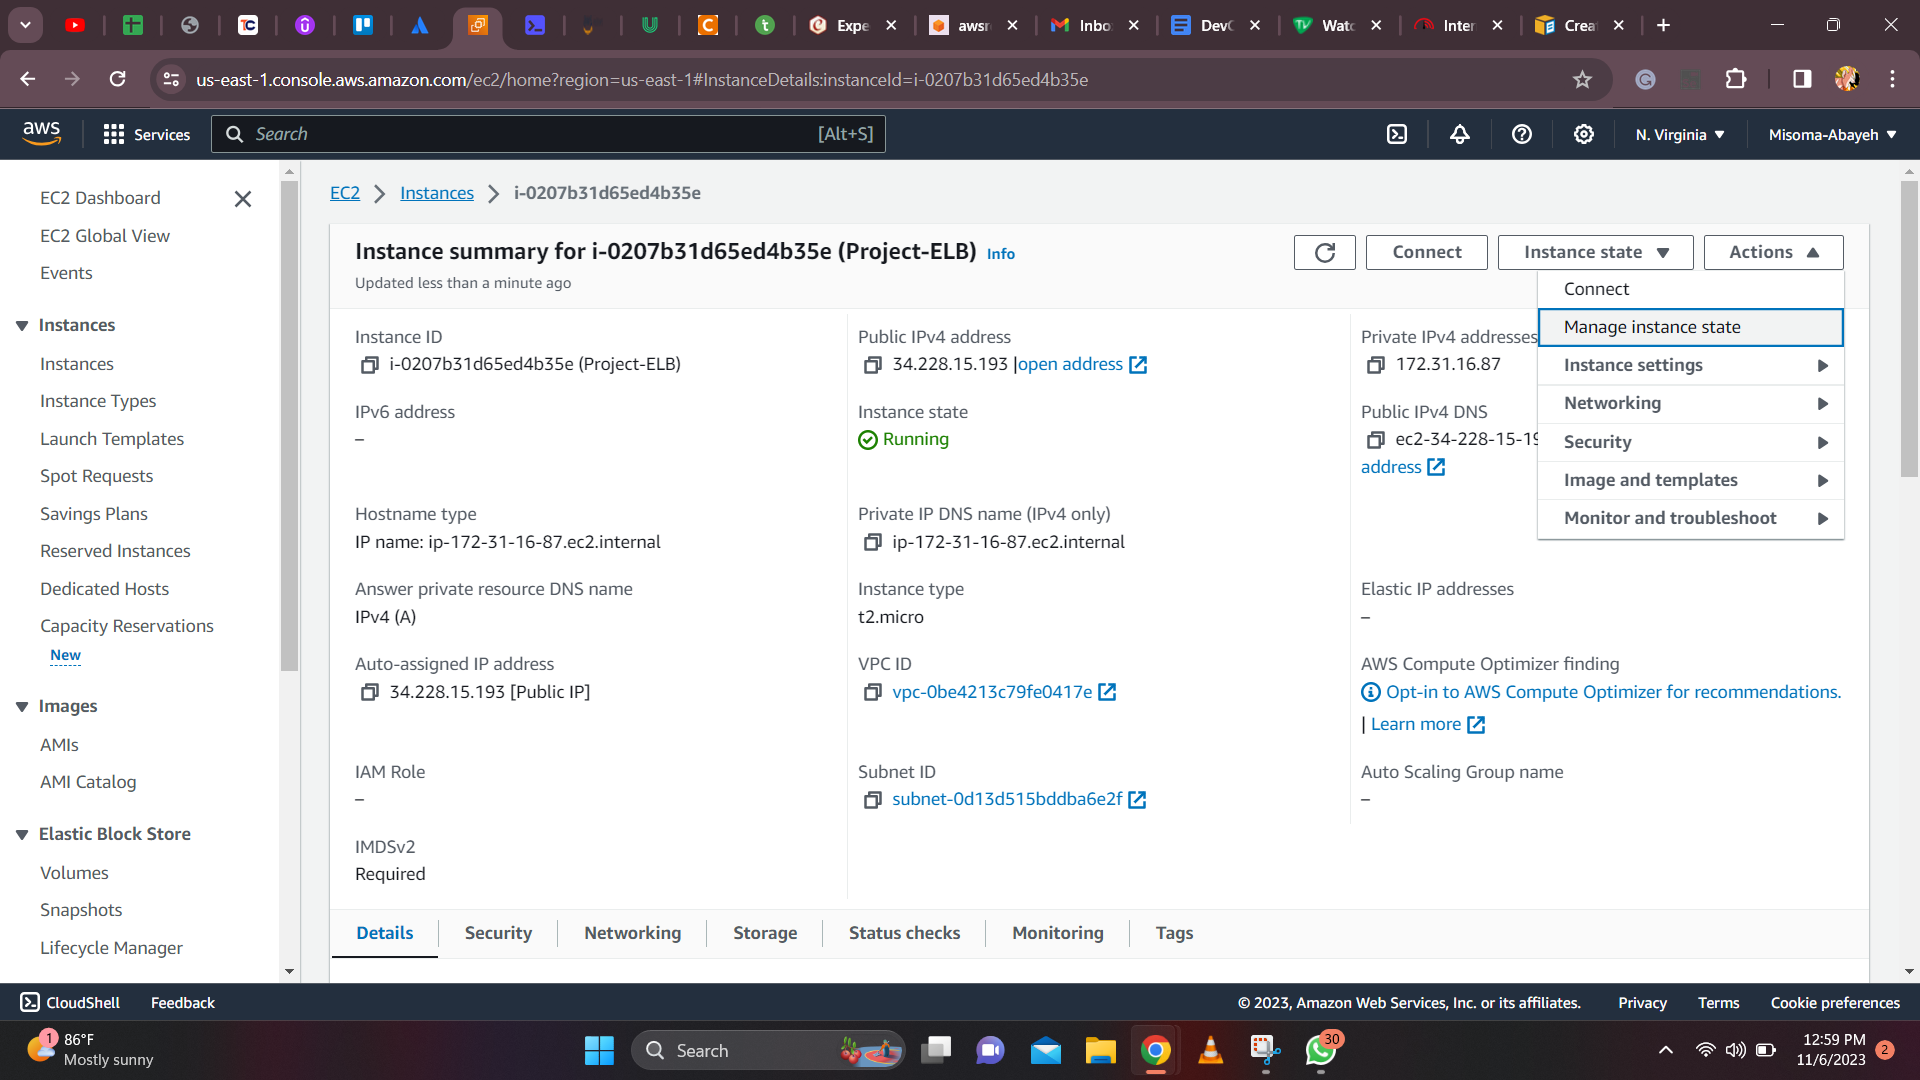 Expe
awsr
Inbo
DevC
Watc
Inter
Crea
us-east-1.console.aws.amazon.com/ec2/home?region=us-east-1#InstanceDetails:instanceId=i-0207b31d65ed4b35e
aws
Services
Search
[Alt+S]
N. Virginia
Misoma-Abayeh
EC2 Dashboard
EC2 Global View
Events
Instances
Instances
Instance Types
Launch Templates
Spot Requests
Savings Plans
Reserved Instances
Dedicated Hosts
Capacity Reservations
New
Images
AMIs
AMI Catalog
Elastic Block Store
Volumes
Snapshots
Lifecycle Manager
EC2
Instances
i-0207b31d65ed4b35e
Instance summary for i-0207b31d65ed4b35e (Project-ELB) Info
Updated less than a minute ago
Connect
Instance state
Actions
Connect
Manage instance state
Instance settings
Networking
Security
Image and templates
Monitor and troubleshoot
Instance ID
i-0207b31d65ed4b35e (Project-ELB)
Public IPv4 address
34.228.15.193 |open address
Private IPv4 addresses
172.31.16.87
IPv6 address
–
Instance state
Running
Public IPv4 DNS
ec2-34-228-15-19
address
Hostname type
IP name: ip-172-31-16-87.ec2.internal
Private IP DNS name (IPv4 only)
ip-172-31-16-87.ec2.internal
Answer private resource DNS name
IPv4 (A)
Instance type
t2.micro
Elastic IP addresses
–
Auto-assigned IP address
34.228.15.193 [Public IP]
VPC ID
vpc-0be4213c79fe0417e
AWS Compute Optimizer finding
Opt-in to AWS Compute Optimizer for recommendations.
| Learn more
IAM Role
–
Subnet ID
subnet-0d13d515bddba6e2f
Auto Scaling Group name
–
IMDSv2
Required
Details
Security
Networking
Storage
Status checks
Monitoring
Tags
CloudShell
Feedback
© 2023, Amazon Web Services, Inc. or its affiliates.
Privacy
Terms
Cookie preferences
1
86°F
Mostly sunny
Search
30
12:59 PM
11/6/2023
2